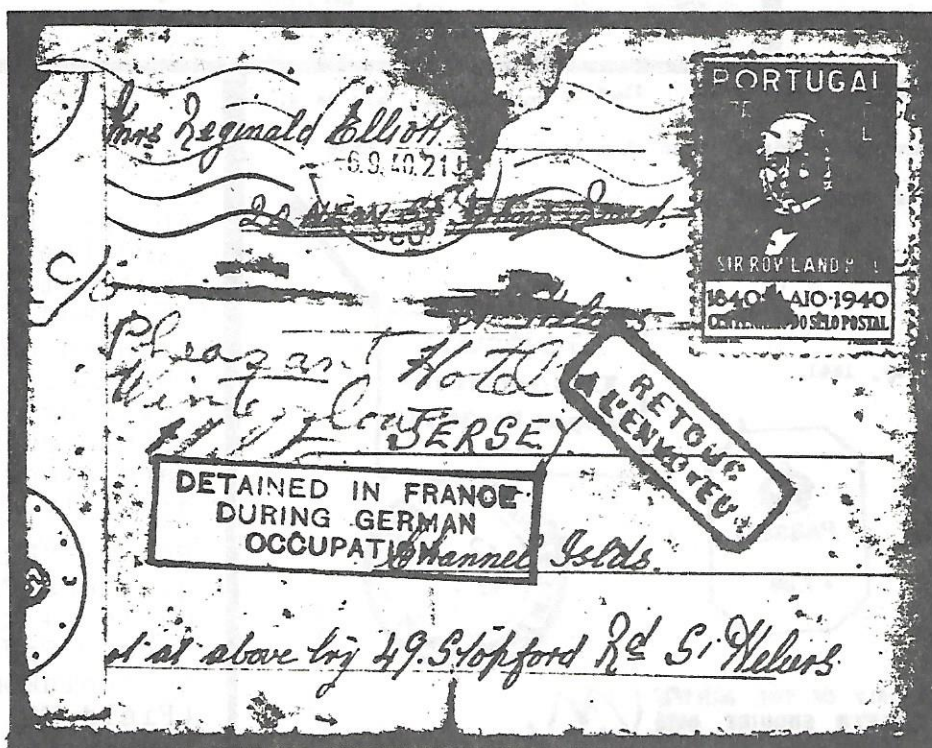 PORTUGAL
Mrs Reginald Elliott.
6.9.40.21
SIR ROWLAND HILL
C/o
1840 MAIO 1940
CENTENARIO DO SELO POSTAL
Pheasant Hotel
RETOUR
A L'ENVOYEUR
JERSEY
DETAINED IN FRANCE
DURING GERMAN
OCCUPATION
Channel Islds.
at above try 49. Stopford Rd St Heliers